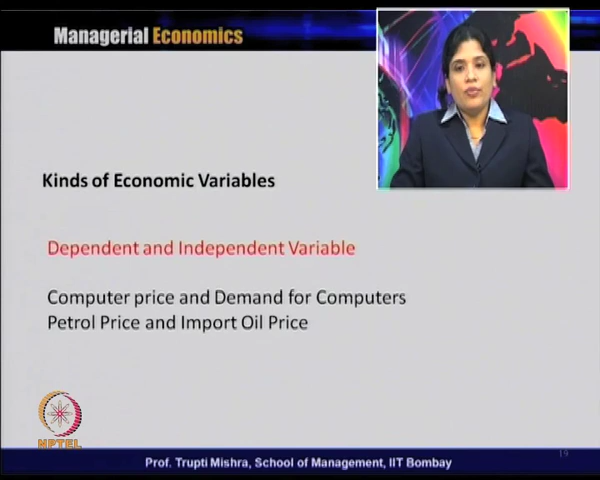 Managerial Economics
Kinds of Economic Variables
Dependent and Independent Variable
Computer price and Demand for Computers
Petrol Price and Import Oil Price
NPTEL
Prof. Trupti Mishra, School of Management, IIT Bombay
19